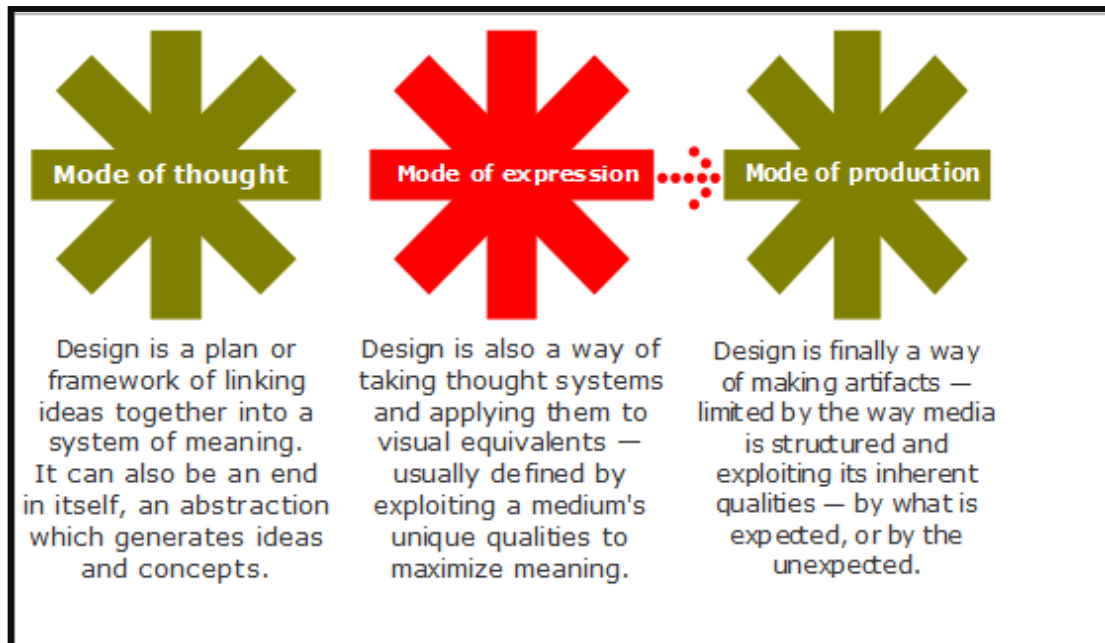 Mode of thought
Design is a plan or
framework of linking
ideas together into a
system of meaning.
It can also be an end
in itself, an abstraction
which generates ideas
and concepts.
Mode of expression
Design is also a way of
taking thought systems
and applying them to
visual equivalents —
usually defined by
exploiting a medium's
unique qualities to
maximize meaning.
Mode of production
Design is finally a way
of making artifacts —
limited by the way media
is structured and
exploiting its inherent
qualities — by what is
expected, or by the
unexpected.